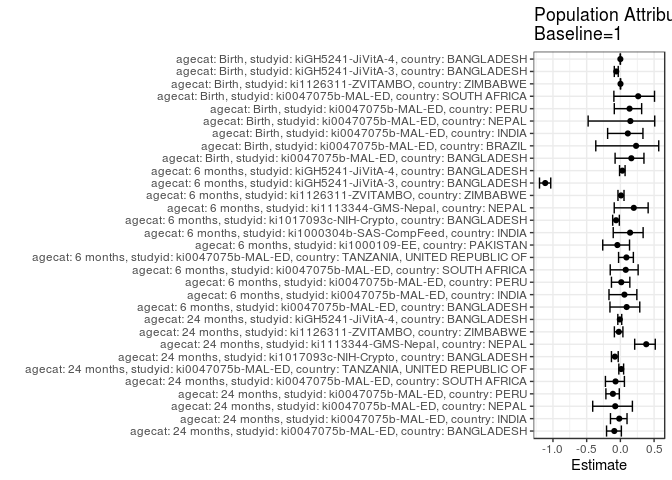 Population Attribu
Baseline=1
agecat: Birth, studyid: kiGH5241-JiVitA-4, country: BANGLADESH
agecat: Birth, studyid: kiGH5241-JiVitA-3, country: BANGLADESH
agecat: Birth, studyid: ki1126311-ZVITAMBO, country: ZIMBABWE
agecat: Birth, studyid: ki0047075b-MAL-ED, country: SOUTH AFRICA
agecat: Birth, studyid: ki0047075b-MAL-ED, country: PERU
agecat: Birth, studyid: ki0047075b-MAL-ED, country: NEPAL
agecat: Birth, studyid: ki0047075b-MAL-ED, country: INDIA
agecat: Birth, studyid: ki0047075b-MAL-ED, country: BRAZIL
agecat: Birth, studyid: ki0047075b-MAL-ED, country: BANGLADESH
agecat: 6 months, studyid: kiGH5241-JiVitA-4, country: BANGLADESH
agecat: 6 months, studyid: kiGH5241-JiVitA-3, country: BANGLADESH
agecat: 6 months, studyid: ki1126311-ZVITAMBO, country: ZIMBABWE
agecat: 6 months, studyid: ki1113344-GMS-Nepal, country: NEPAL
agecat: 6 months, studyid: ki1017093c-NIH-Crypto, country: BANGLADESH
agecat: 6 months, studyid: ki1000304b-SAS-CompFeed, country: INDIA
agecat: 6 months, studyid: ki1000109-EE, country: PAKISTAN
agecat: 6 months, studyid: ki0047075b-MAL-ED, country: TANZANIA, UNITED REPUBLIC OF
agecat: 6 months, studyid: ki0047075b-MAL-ED, country: SOUTH AFRICA
agecat: 6 months, studyid: ki0047075b-MAL-ED, country: PERU
agecat: 6 months, studyid: ki0047075b-MAL-ED, country: INDIA
agecat: 6 months, studyid: ki0047075b-MAL-ED, country: BANGLADESH
agecat: 24 months, studyid: kiGH5241-JiVitA-4, country: BANGLADESH
agecat: 24 months, studyid: ki1126311-ZVITAMBO, country: ZIMBABWE
agecat: 24 months, studyid: ki1113344-GMS-Nepal, country: NEPAL
agecat: 24 months, studyid: ki1017093c-NIH-Crypto, country: BANGLADESH
agecat: 24 months, studyid: ki0047075b-MAL-ED, country: TANZANIA, UNITED REPUBLIC OF
agecat: 24 months, studyid: ki0047075b-MAL-ED, country: SOUTH AFRICA
agecat: 24 months, studyid: ki0047075b-MAL-ED, country: PERU
agecat: 24 months, studyid: ki0047075b-MAL-ED, country: NEPAL
agecat: 24 months, studyid: ki0047075b-MAL-ED, country: INDIA
agecat: 24 months, studyid: ki0047075b-MAL-ED, country: BANGLADESH
-1.0 -0.5 0.0 0.5
Estimate